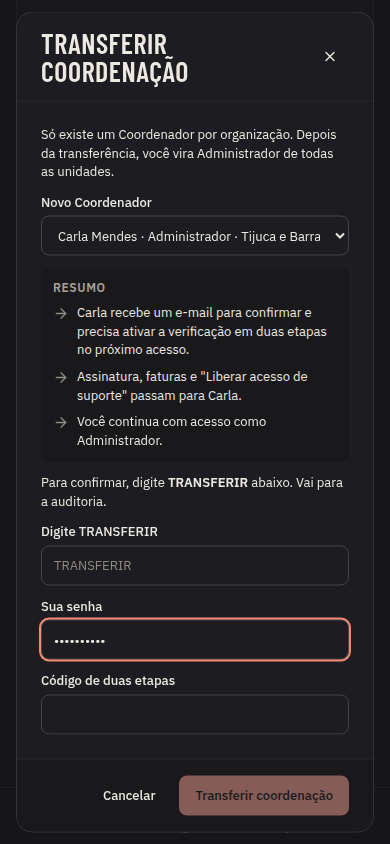 TRANSFERIR
COORDENAÇÃO
Só existe um Coordenador por organização. Depois
da transferência, você vira Administrador de todas
as unidades.
Novo Coordenador
Carla Mendes · Administrador · Tijuca e Barra
RESUMO
→ Carla recebe um e-mail para confirmar e
precisa ativar a verificação em duas etapas
no próximo acesso.
→ Assinatura, faturas e "Liberar acesso de
suporte" passam para Carla.
→ Você continua com acesso como
Administrador.
Para confirmar, digite TRANSFERIR abaixo. Vai para
a auditoria.
Digite TRANSFERIR
TRANSFERIR
Sua senha
••••••••••
Código de duas etapas
Cancelar
Transferir coordenação